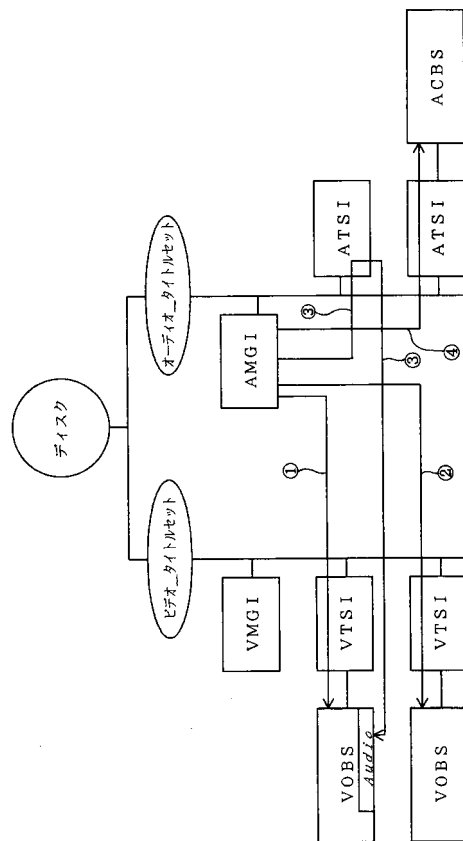 ディスク
ビデオ_タイトルセット
オーディオ_タイトルセット
VMGI
AMGI
VTSI
ATSI
VOBS
Audio
VTSI
ATSI
VOBS
ACBS
①
②
③
③
④